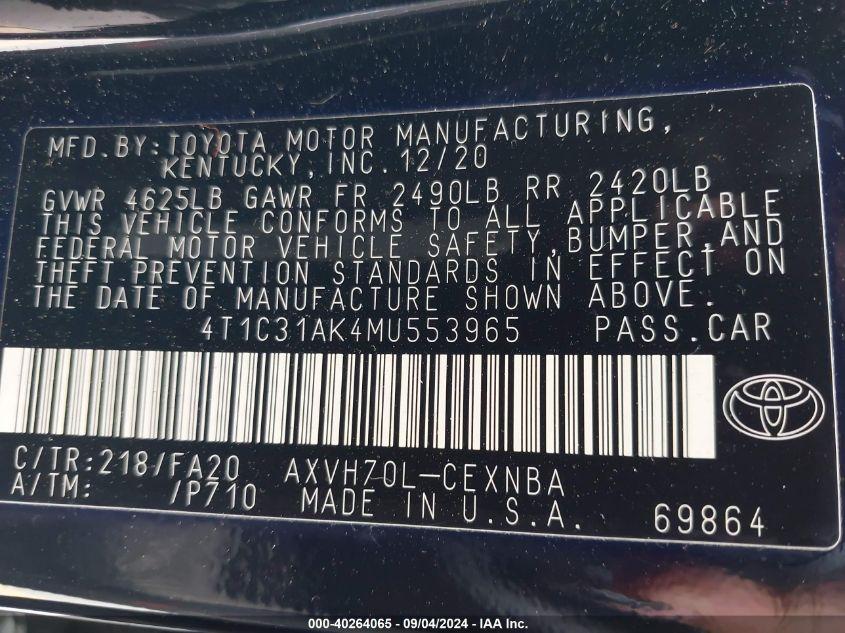 MFD.BY:TOYOTA MOTOR MANUFACTURING,
KENTUCKY,INC. 12/20
GVWR 4625LB GAWR FR 2490LB RR 2420LB
THIS VEHICLE CONFORMS TO ALL APPLICABLE
FEDERAL MOTOR VEHICLE SAFETY,BUMPER,AND
THEFT PREVENTION STANDARDS IN EFFECT ON
THE DATE OF MANUFACTURE SHOWN ABOVE.
4T1C31AK4MU553965 PASS.CAR
C/TR:218/FA20 AXVH70L-CEXNBA
A/TM: /P710 MADE IN U.S.A. 69864
000-40264065 - 09/04/2024 - IAA Inc.